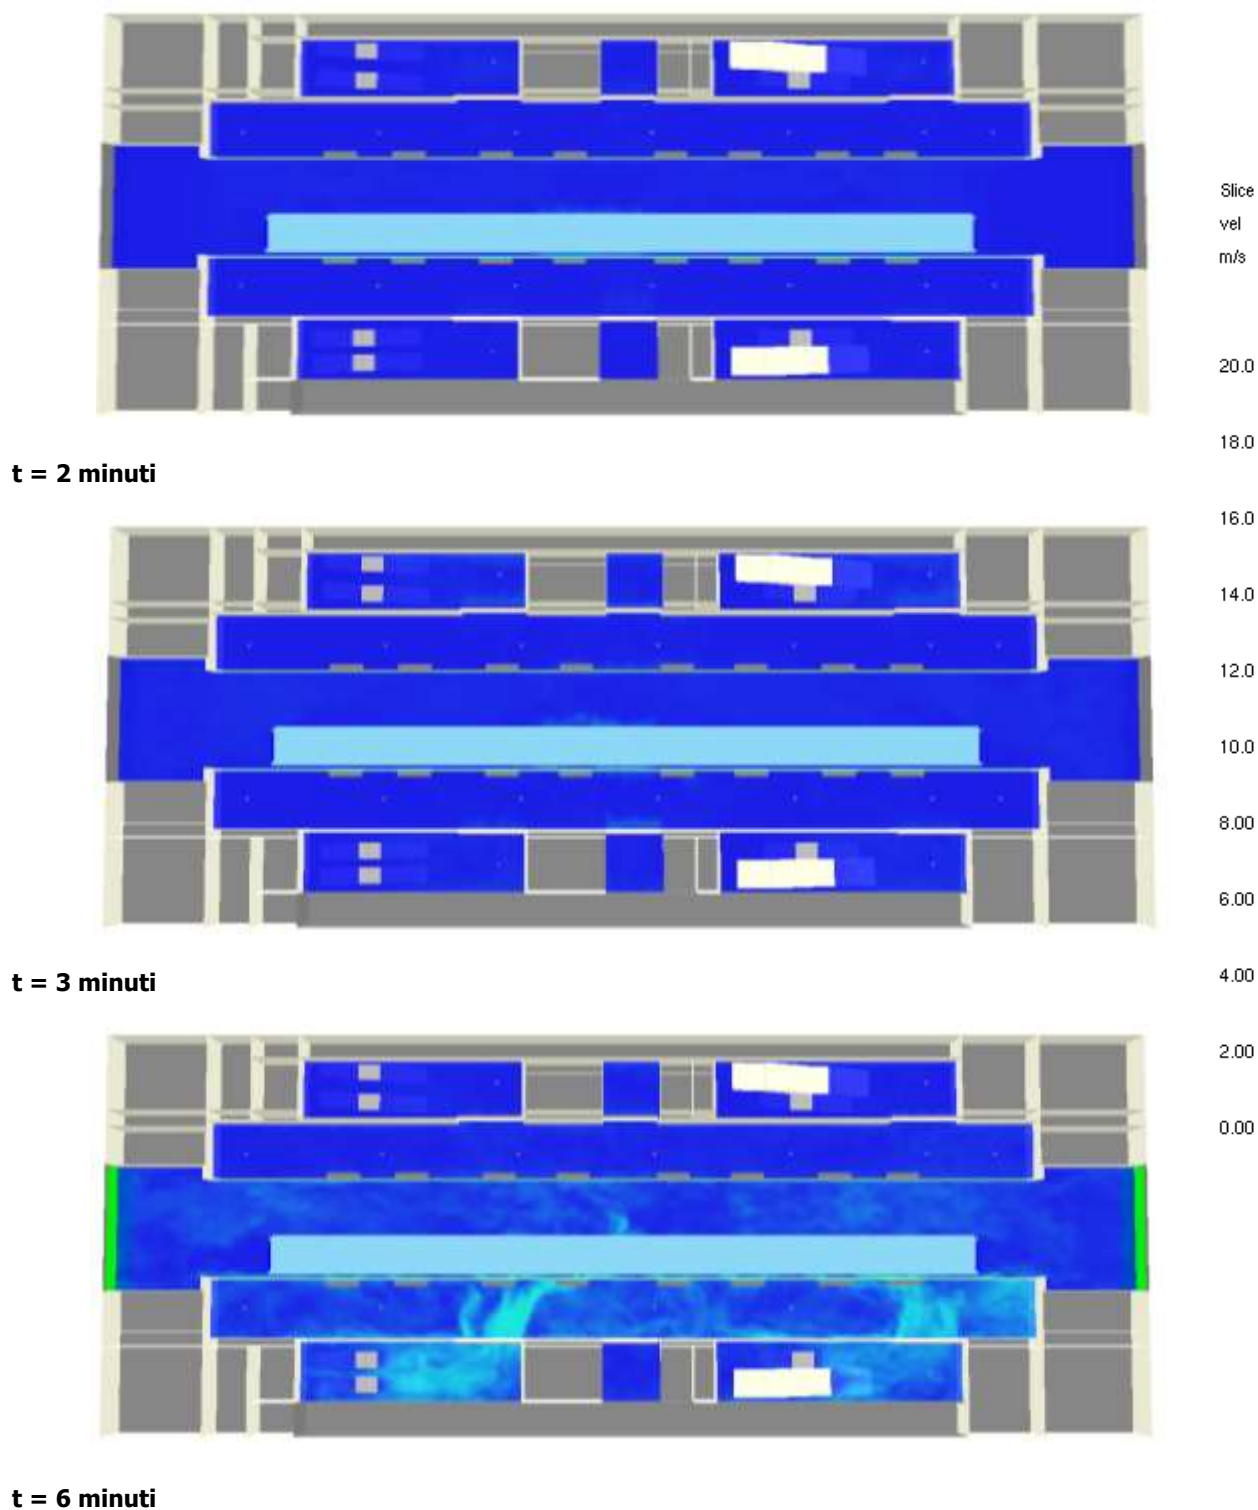 Slice
vel
m/s
20.0
18.0
t = 2 minuti
16.0
14.0
12.0
10.0
8.00
6.00
t = 3 minuti
4.00
2.00
0.00
t = 6 minuti